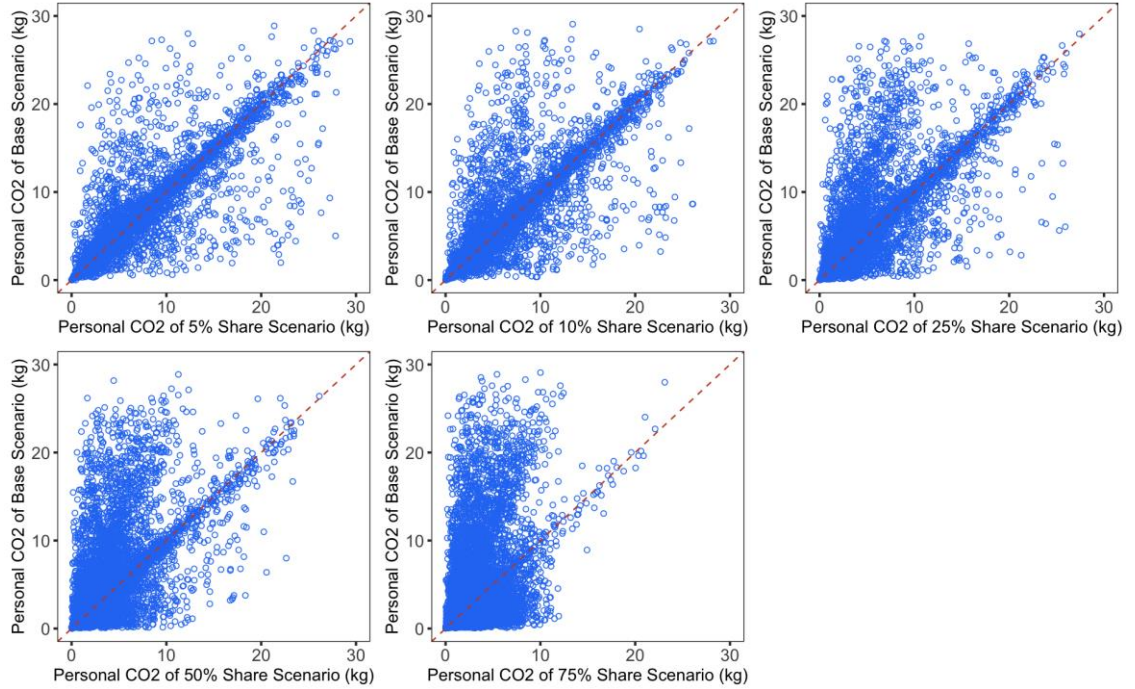 Personal CO2 of Base Scenario (kg)
30
20
10
0
0 10 20 30
Personal CO2 of 5% Share Scenario (kg)
Personal CO2 of Base Scenario (kg)
30
20
10
0
0 10 20 30
Personal CO2 of 10% Share Scenario (kg)
Personal CO2 of Base Scenario (kg)
30
20
10
0
0 10 20 30
Personal CO2 of 25% Share Scenario (kg)
Personal CO2 of Base Scenario (kg)
30
20
10
0
0 10 20 30
Personal CO2 of 50% Share Scenario (kg)
Personal CO2 of Base Scenario (kg)
30
20
10
0
0 10 20 30
Personal CO2 of 75% Share Scenario (kg)